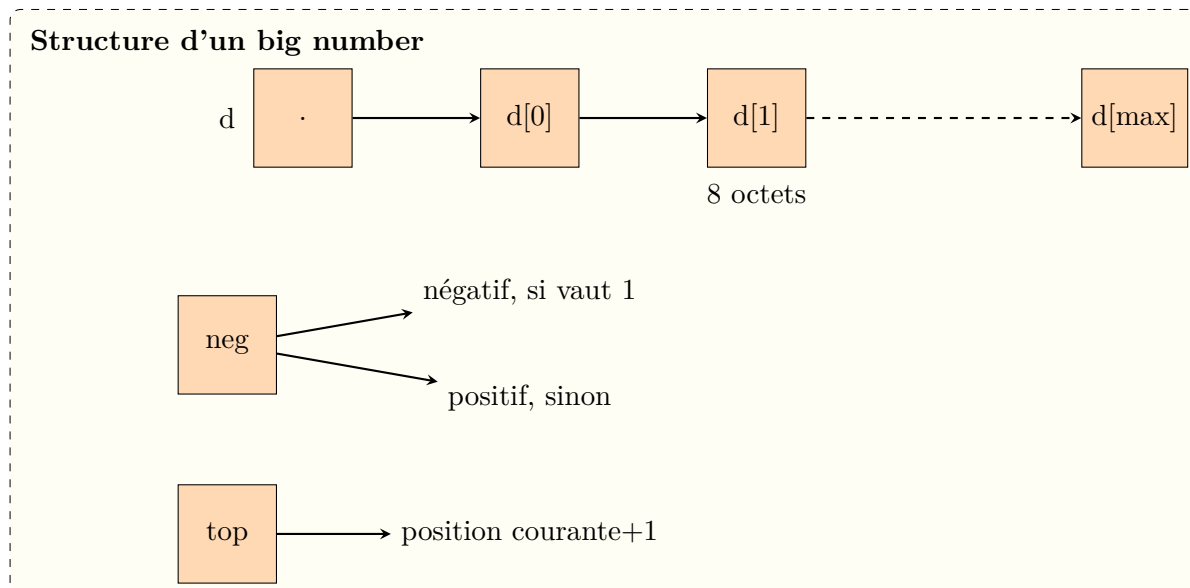 Structure d'un big number
d . d[0] d[1] d[max]
8 octets
négatif, si vaut 1
neg
positif, sinon
top position courante+1